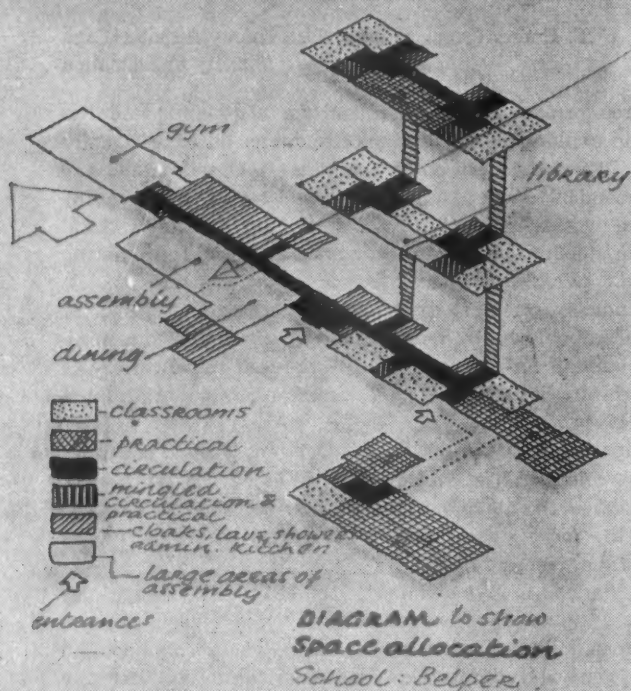 gym
library
assembly
dining
classrooms
practical
circulation
mingled
circulation &
practical
cloaks, lavs, showers
admin. kitchen
large areas of
assembly
entrances
DIAGRAM to show
space allocation
School: Belper